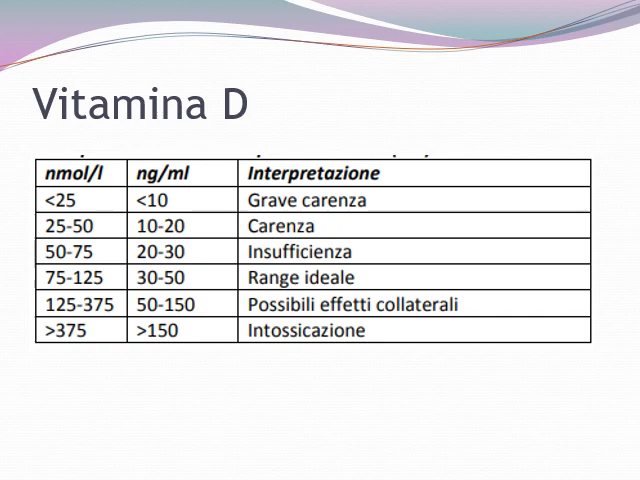 Vitamina D
nmol/l ng/ml Interpretazione
<25 <10 Grave carenza
25-50 10-20 Carenza
50-75 20-30 Insufficienza
75-125 30-50 Range ideale
125-375 50-150 Possibili effetti collaterali
>375 >150 Intossicazione